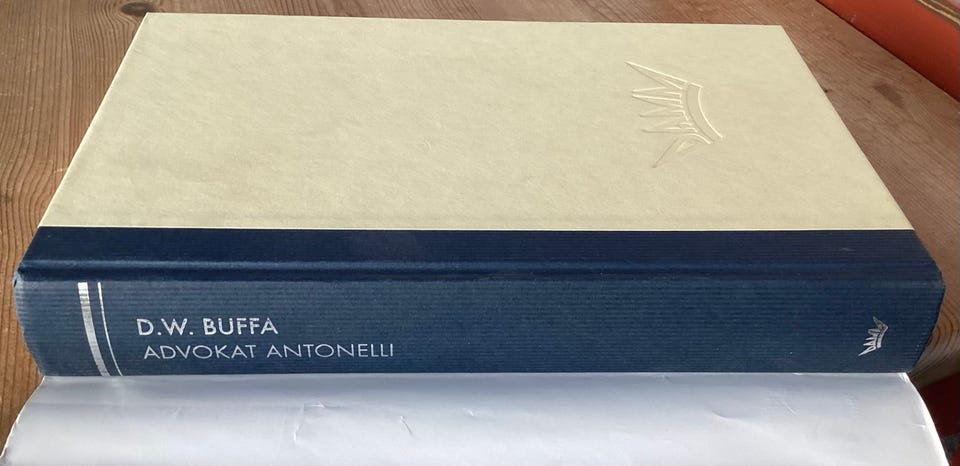 D.W. BUFFA
ADVOKAT ANTONELLI